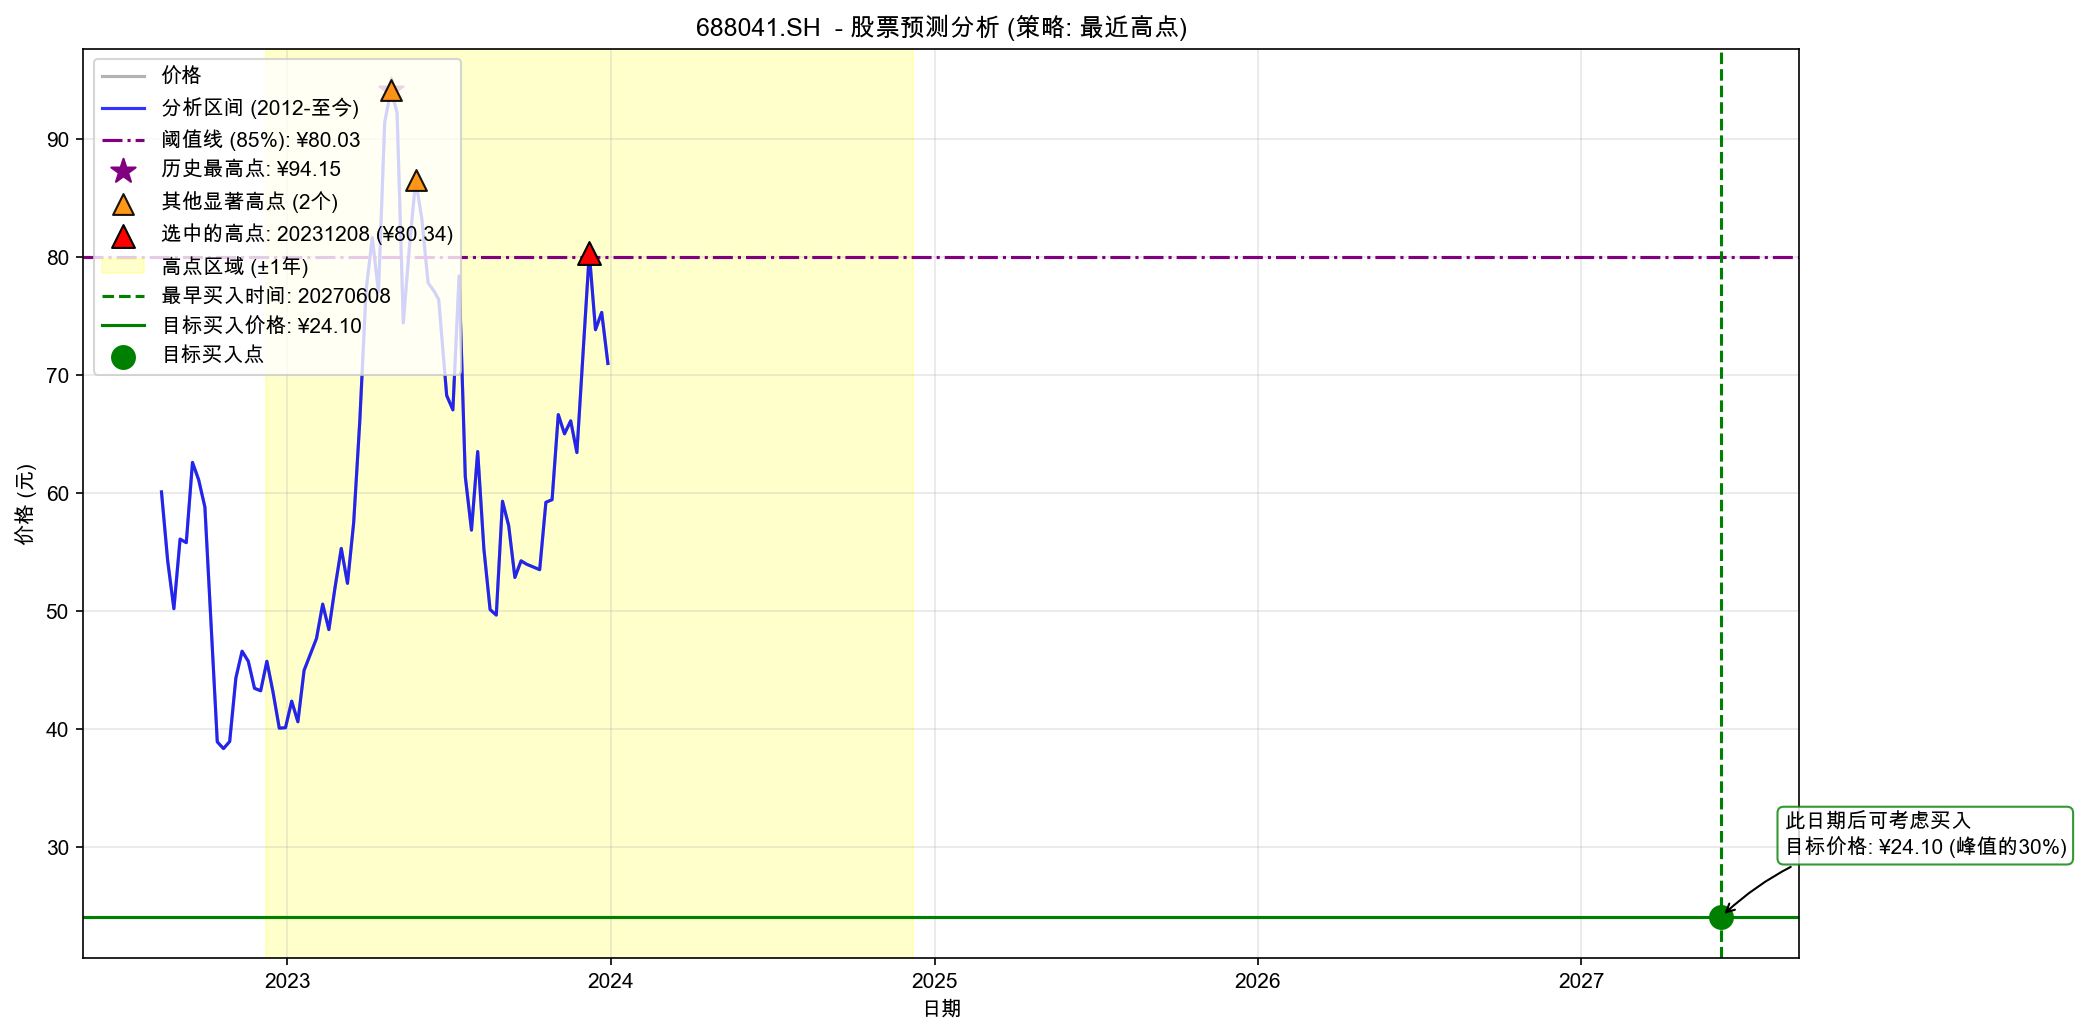 688041.SH - 股票预测分析 (策略: 最近高点)
价格
分析区间 (2012-至今)
阈值线 (85%): ¥80.03
历史最高点: ¥94.15
其他显著高点 (2个)
选中的高点: 20231208 (¥80.34)
高点区域 (±1年)
最早买入时间: 20270608
目标买入价格: ¥24.10
目标买入点
价格 (元)
90
80
70
60
50
40
30
此日期后可考虑买入
目标价格: ¥24.10 (峰值的30%)
2023
2024
2025
2026
2027
日期